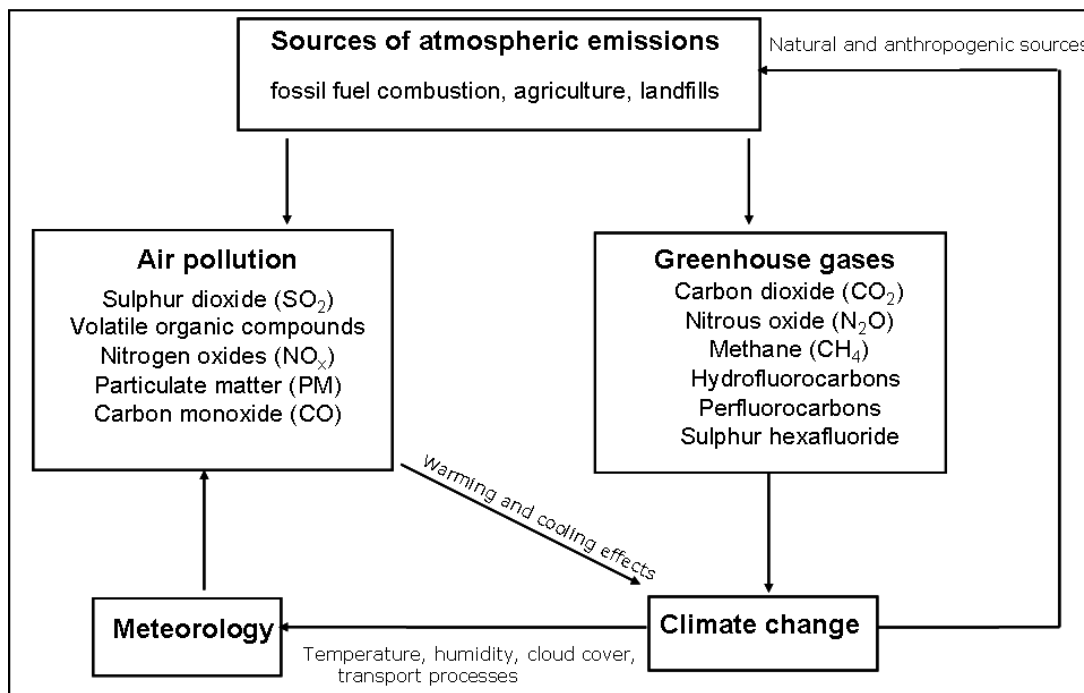 Sources of atmospheric emissions
fossil fuel combustion, agriculture, landfills
Natural and anthropogenic sources
Air pollution
Sulphur dioxide (SO₂)
Volatile organic compounds
Nitrogen oxides (NOₓ)
Particulate matter (PM)
Carbon monoxide (CO)
Greenhouse gases
Carbon dioxide (CO₂)
Nitrous oxide (N₂O)
Methane (CH₄)
Hydrofluorocarbons
Perfluorocarbons
Sulphur hexafluoride
Warming and cooling effects
Meteorology
Climate change
Temperature, humidity, cloud cover,
transport processes